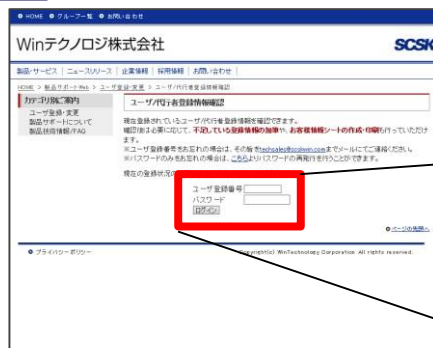 HOME グループ一覧 お問い合わせ
Winテクノロジ株式会社
SCSK
製品・サービス | ニュースリリース | 企業情報 | 採用情報 | お問い合わせ
HOME > 製品サポートWeb > ユーザ登録・変更 > ユーザ/代行者登録情報確認
カテゴリ別ご案内
ユーザ登録・変更
製品サポートについて
製品技術情報/FAQ
ユーザ/代行者登録情報確認
現在登録されているユーザ/代行者登録情報を確認できます。
確認後は必要に応じて、不足している登録情報の加筆や、お客様情報シートの作成・印刷も行っていただけ
ます。
※ユーザ登録番号をお忘れの場合は、その旨をtechsales@scskwin.comまでメールにてご連絡ください。
※パスワードのみをお忘れの場合は、こちらよりパスワードの再発行を行うことができます。
現在の登録状況の
ユーザ登録番号
パスワード
ログイン
ページの先頭へ
プライバシーポリシー
Copyright(c) WinTechnology Corporation All rights reserved.